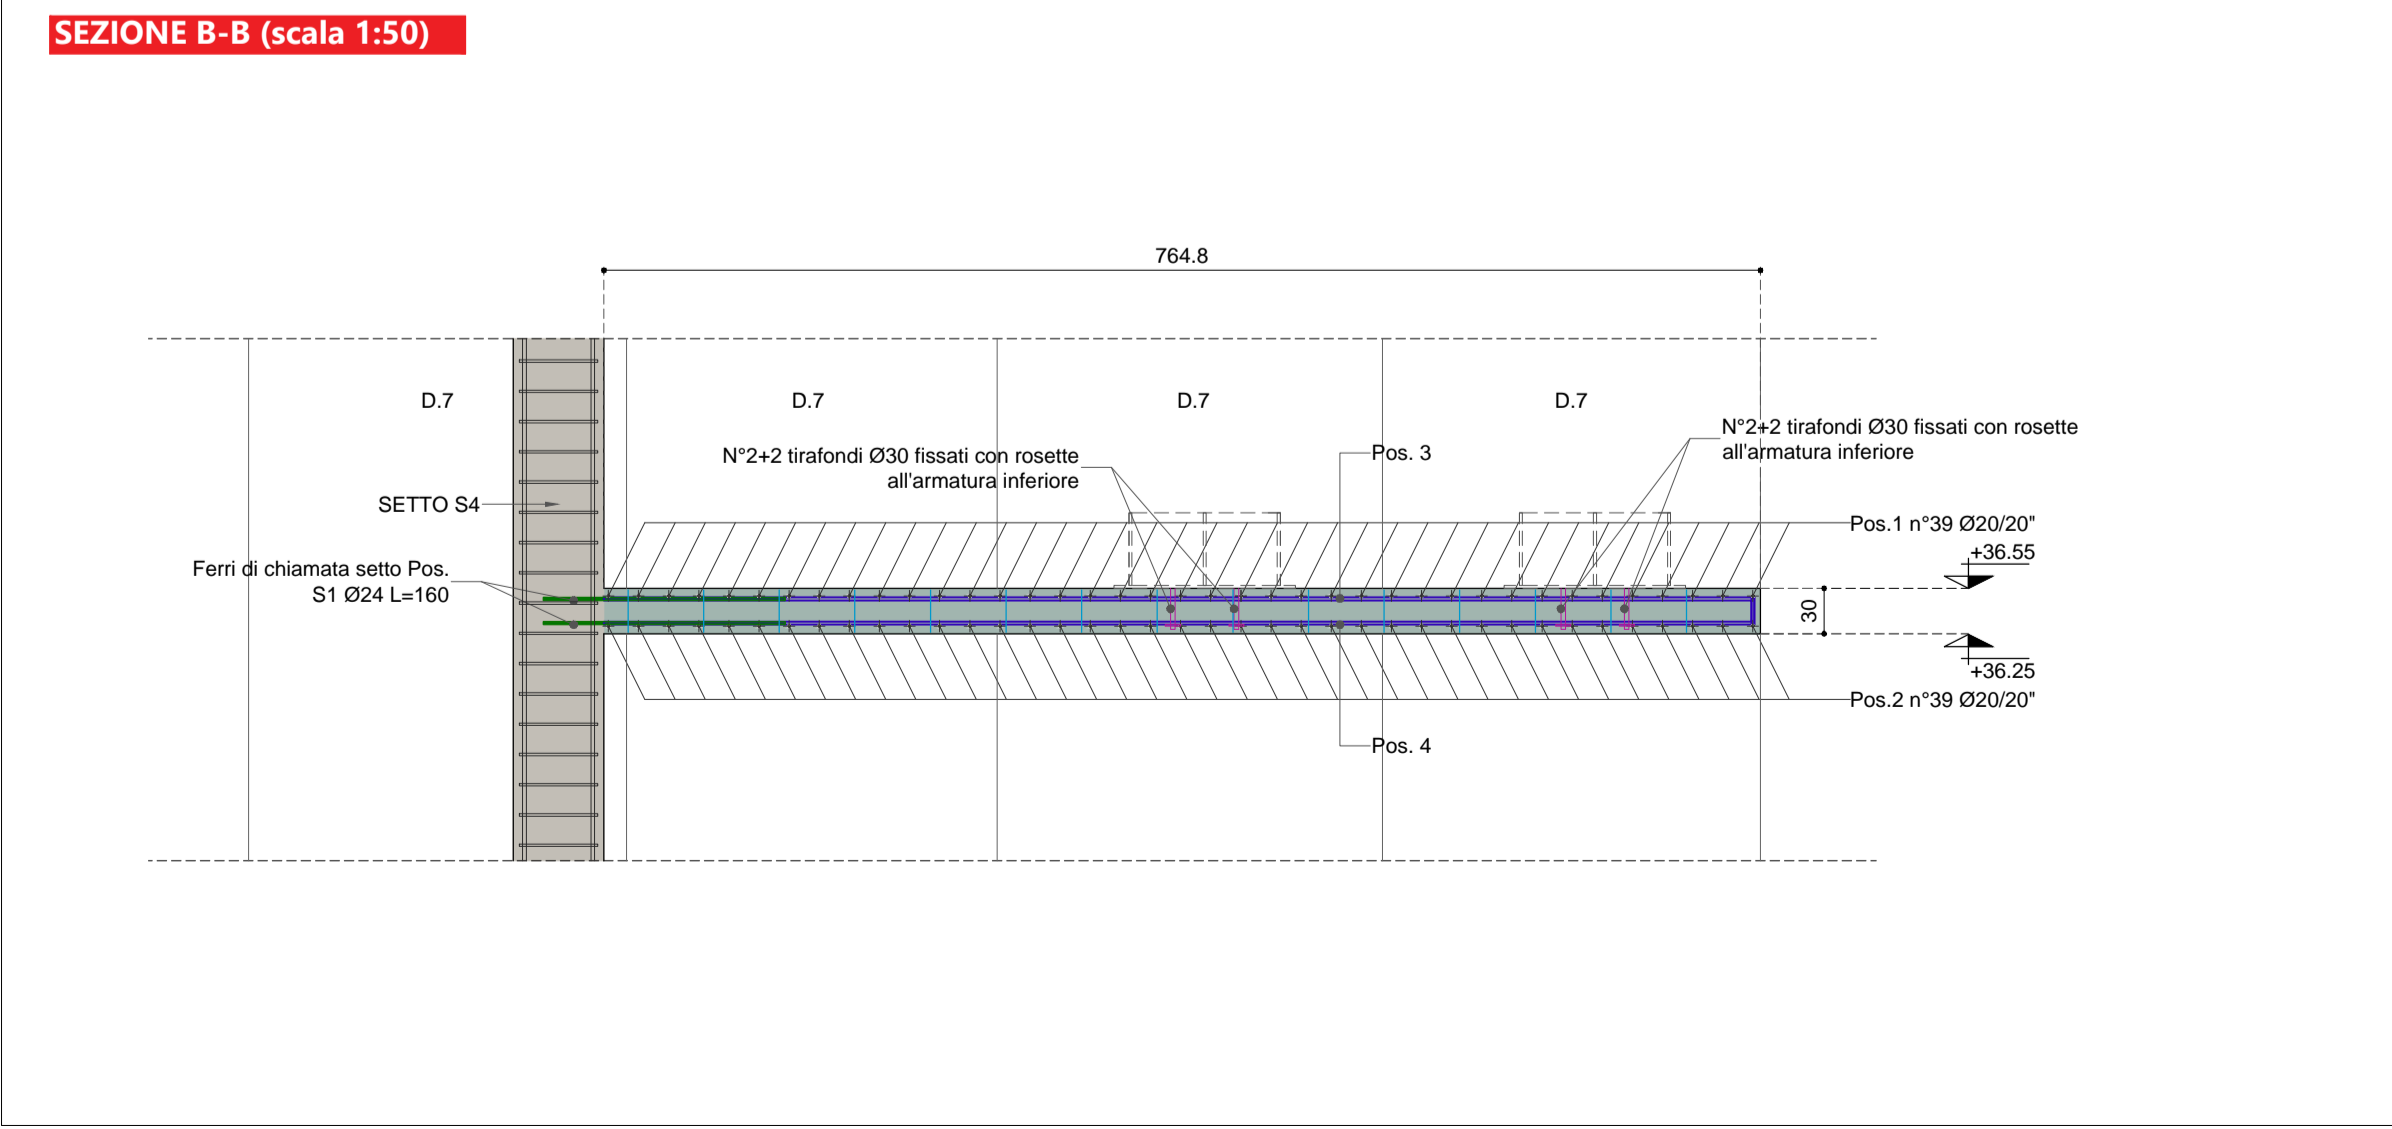 SEZIONE B-B (scala 1:50)
764.8
D.7
D.7
D.7
D.7
N°2+2 tirafondi Ø30 fissati con rosette
all'armatura inferiore
N°2+2 tirafondi Ø30 fissati con rosette
all'armatura inferiore
Pos. 3
SETTO S4
Pos.1 n°39 Ø20/20"
+36.55
Ferri di chiamata setto Pos.
S1 Ø24 L=160
30
+36.25
Pos.2 n°39 Ø20/20"
Pos. 4